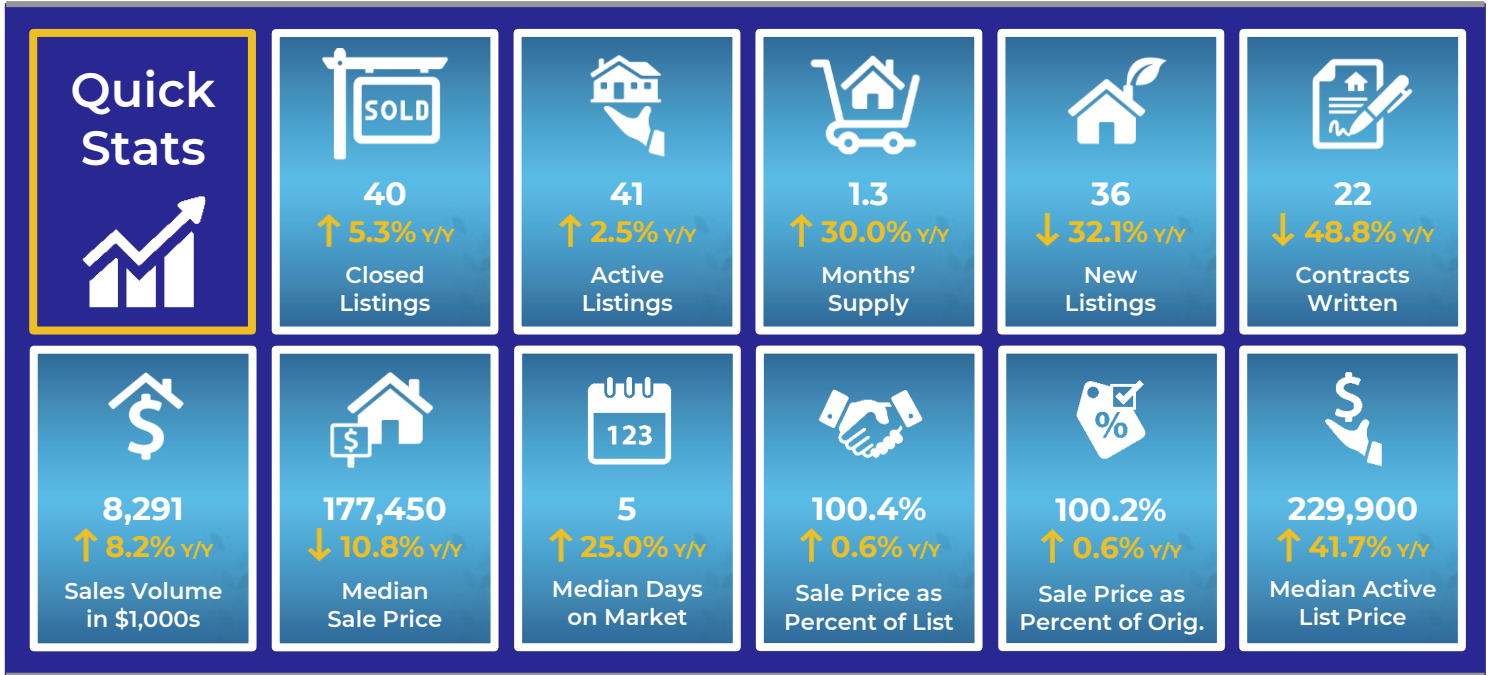 Quick
Stats
SOLD
40
↑ 5.3% Y/Y
Closed
Listings
41
↑ 2.5% Y/Y
Active
Listings
1.3
↑ 30.0% Y/Y
Months’
Supply
36
↓ 32.1% Y/Y
New
Listings
22
↓ 48.8% Y/Y
Contracts
Written
$
8,291
↑ 8.2% Y/Y
Sales Volume
in $1,000s
$
177,450
↓ 10.8% Y/Y
Median
Sale Price
123
5
↑ 25.0% Y/Y
Median Days
on Market
100.4%
↑ 0.6% Y/Y
Sale Price as
Percent of List
%
100.2%
↑ 0.6% Y/Y
Sale Price as
Percent of Orig.
$
229,900
↑ 41.7% Y/Y
Median Active
List Price